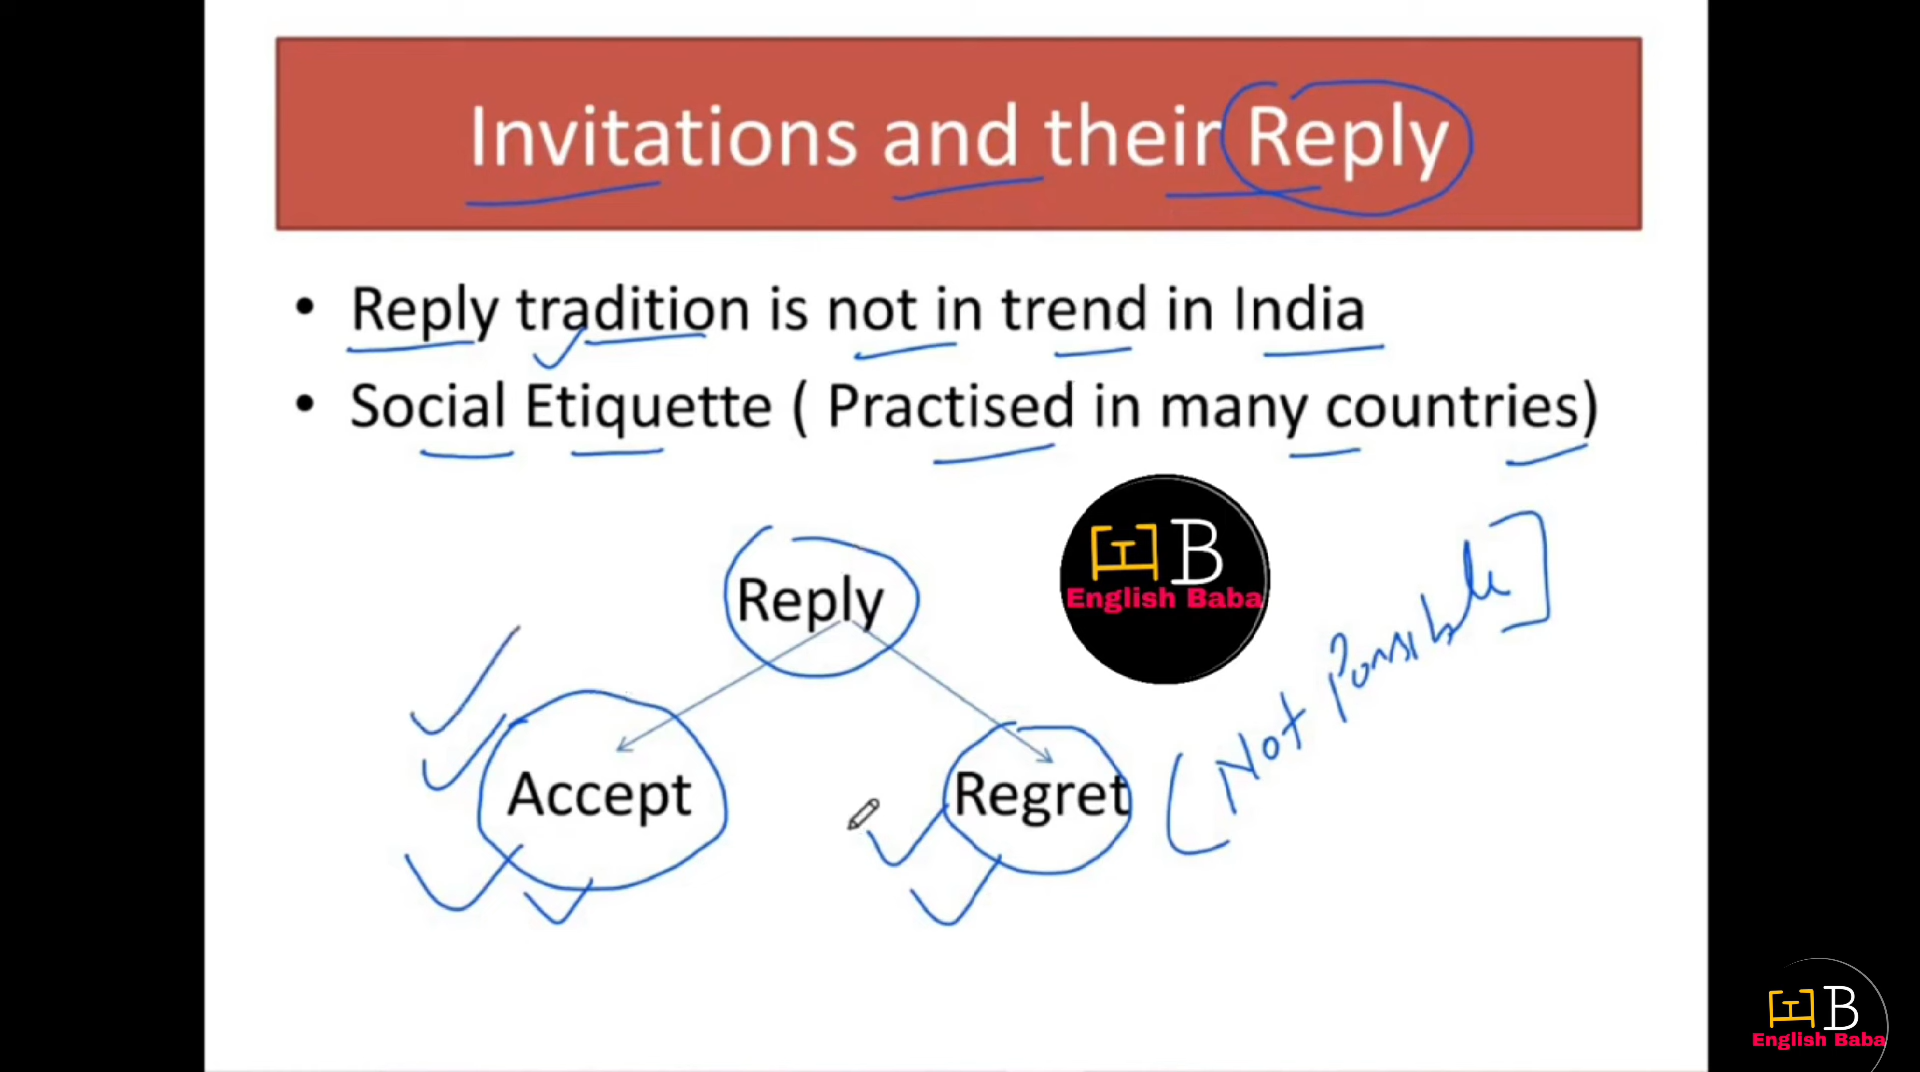 Invitations and their Reply
• Reply tradition is not in trend in India
• Social Etiquette ( Practised in many countries)
Reply
B
English Baba
Accept
Regret
(Not Possible]
B
English Baba